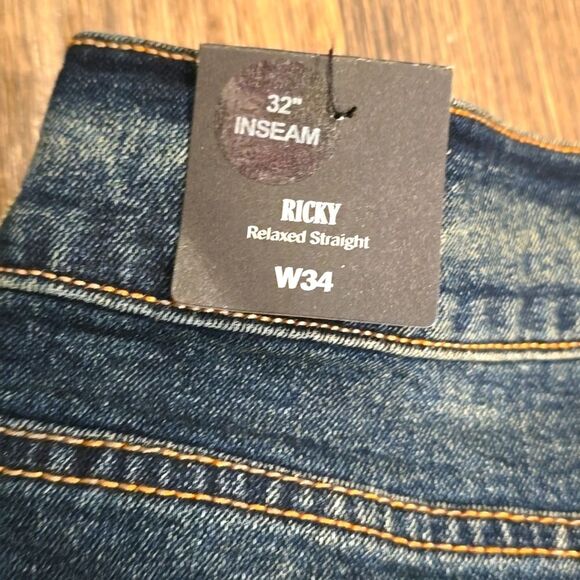 32"
INSEAM
RICKY
Relaxed Straight
W34